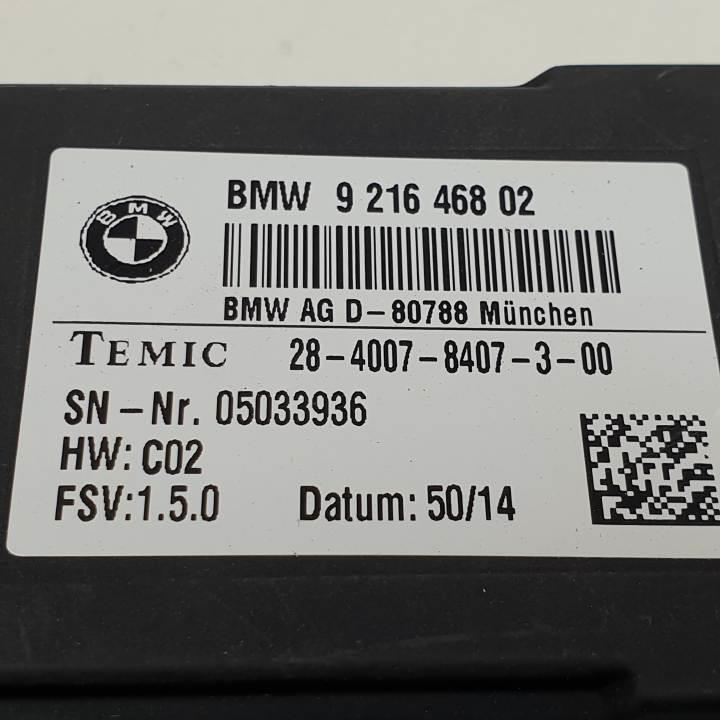 BMW
BMW 9 216 468 02
BMW AG D-80788 München
TEMIC 28-4007-8407-3-00
SN-Nr. 05033936
HW: C02
FSV:1.5.0 Datum: 50/14